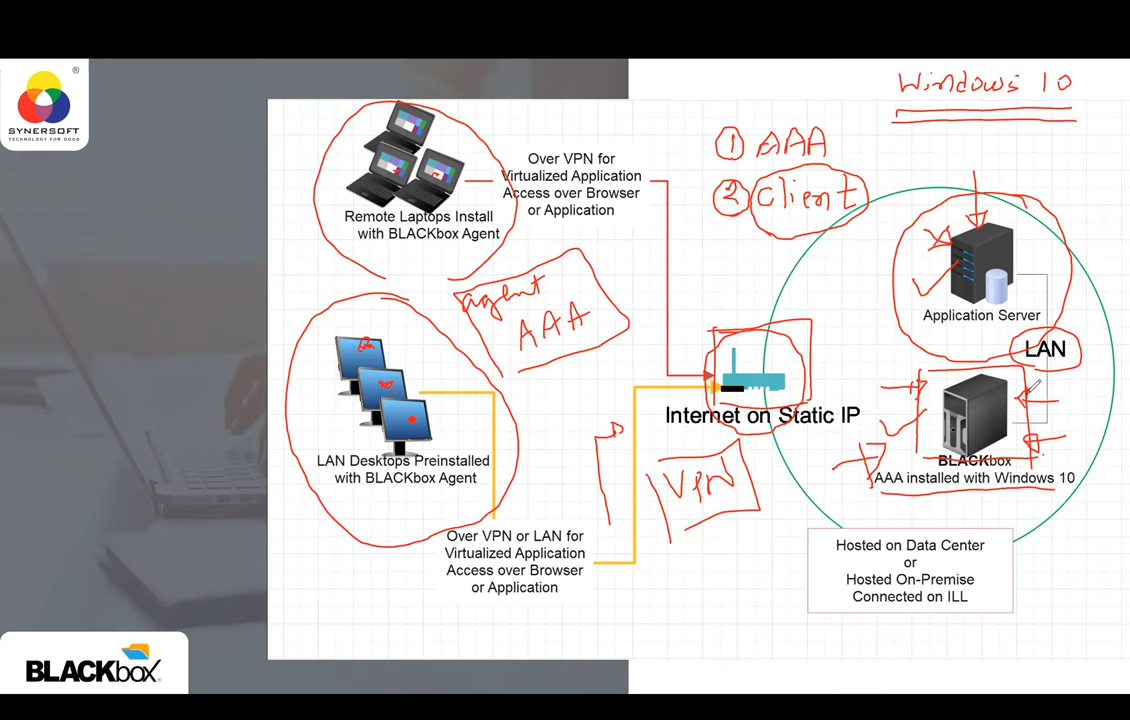 ®
SYNERSOFT
TECHNOLOGY FOR GOOD
Windows 10
① AAA
② Client
Over VPN for
Virtualized Application
Access over Browser
or Application
Remote Laptops Install
with BLACKbox Agent
agent
AAA
Application Server
LAN
Internet on Static IP
BLACKbox
AAA installed with Windows 10
LAN Desktops Preinstalled
with BLACKbox Agent
VPN
Over VPN or LAN for
Virtualized Application
Access over Browser
or Application
Hosted on Data Center
or
Hosted On-Premise
Connected on ILL
BLACKbox